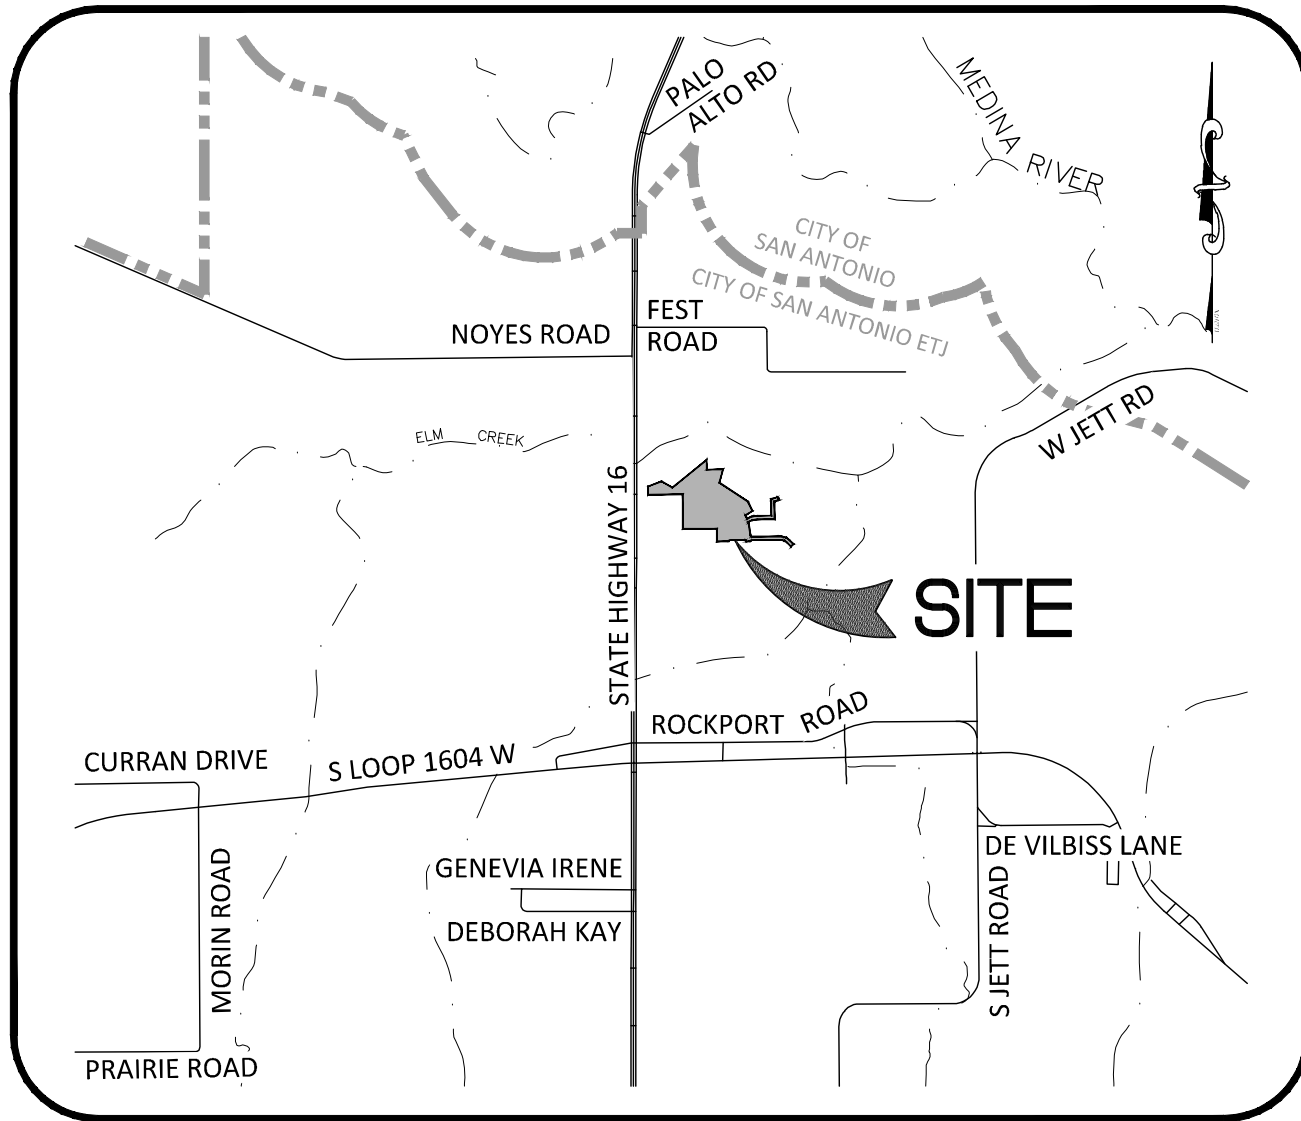 PALO
ALTO RD
MEDINA RIVER
CITY OF
SAN ANTONIO
CITY OF SAN ANTONIO ETJ
NOYES ROAD
FEST
ROAD
W JETT RD
ELM CREEK
STATE HIGHWAY 16
SITE
ROCKPORT ROAD
CURRAN DRIVE
S LOOP 1604 W
DE VILBISS LANE
GENEVIA IRENE
MORIN ROAD
S JETT ROAD
DEBORAH KAY
PRAIRIE ROAD